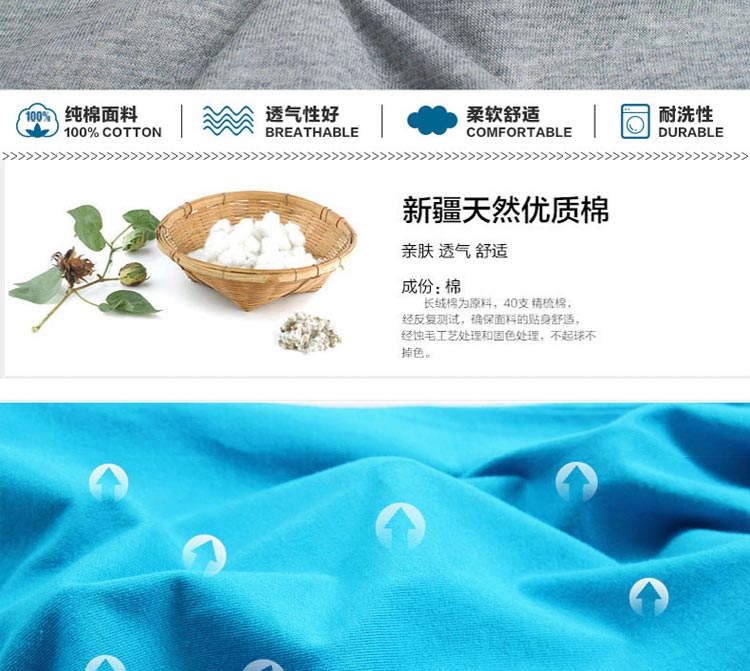 100%
纯棉面料
100% COTTON
透气性好
BREATHABLE
柔软舒适
COMFORTABLE
耐洗性
DURABLE
新疆天然优质棉
亲肤 透气 舒适
成份:棉
长绒棉为原料，40支 精梳棉，
经反复测试，确保面料的贴身舒适，
经蚀毛工艺处理和固色处理，不起球不
掉色。